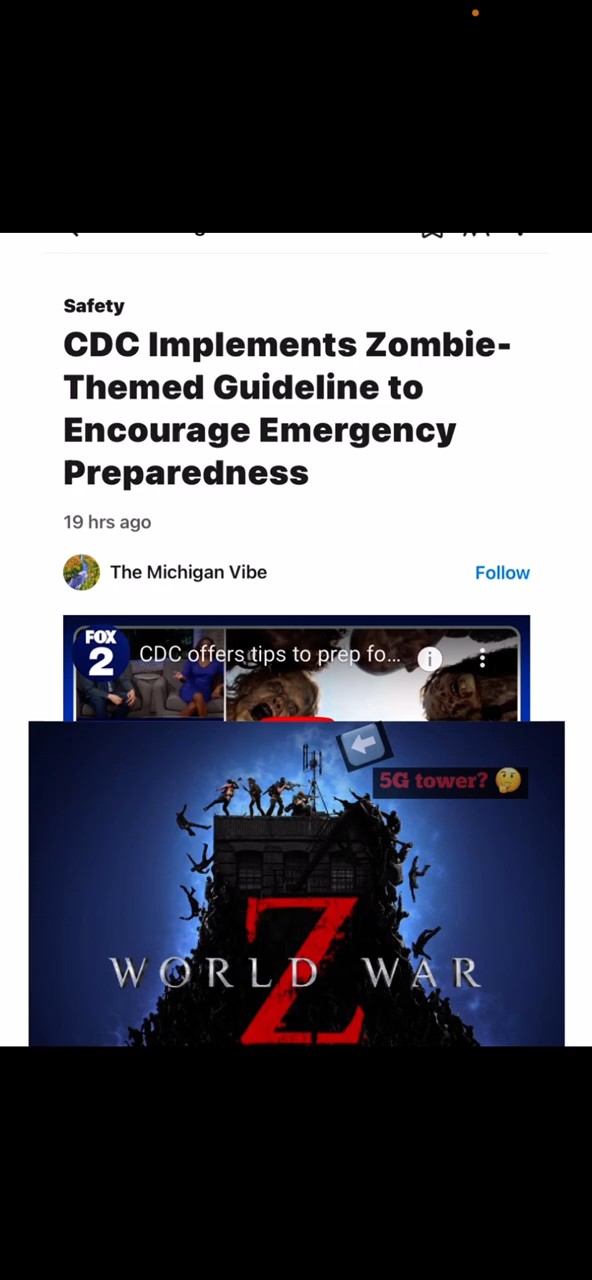 Safety
CDC Implements Zombie-
Themed Guideline to
Encourage Emergency
Preparedness
19 hrs ago
The Michigan Vibe
Follow
FOX
2
CDC offers tips to prep fo...
5G tower? 🤔
Z
WORLD WAR